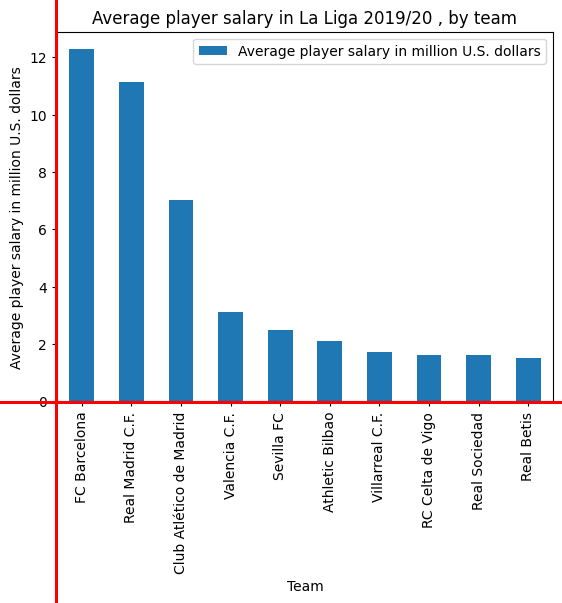 Average player salary in La Liga 2019/20 , by team
Average player salary in million U.S. dollars
Average player salary in million U.S. dollars
12
10
8
6
4
2
0
FC Barcelona
Real Madrid C.F.
Club Atlético de Madrid
Valencia C.F.
Sevilla FC
Athletic Bilbao
Villarreal C.F.
RC Celta de Vigo
Real Sociedad
Real Betis
Team